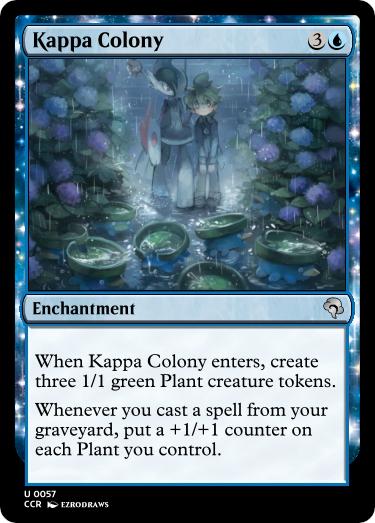 Kappa Colony 3
Enchantment
When Kappa Colony enters, create
three 1/1 green Plant creature tokens.
Whenever you cast a spell from your
graveyard, put a +1/+1 counter on
each Plant you control.
U 0057
CCR EZRODRAWS